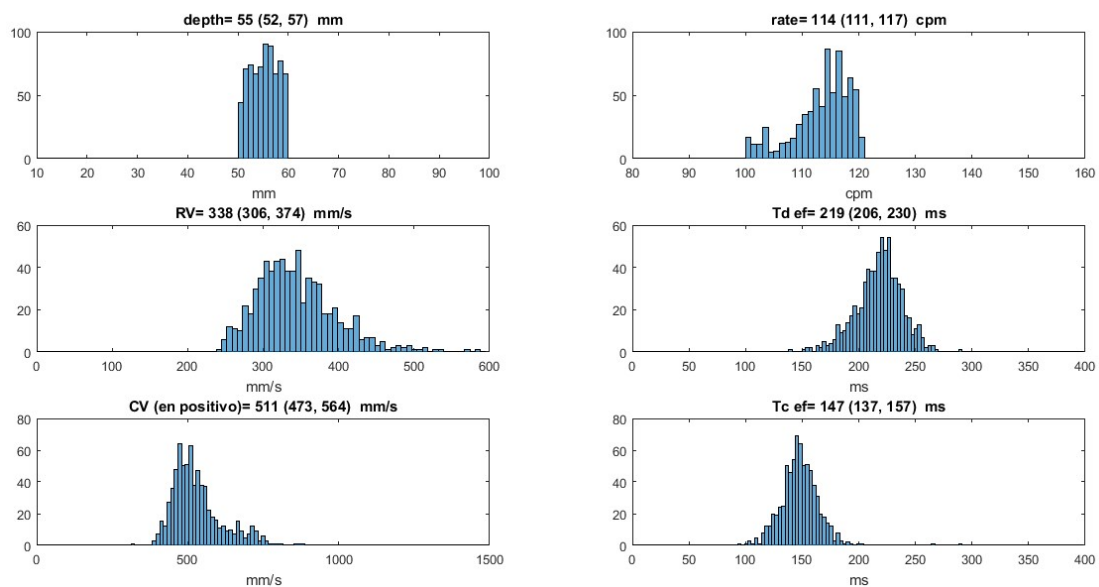 depth= 55 (52, 57)  mm
100
50
0
10 20 30 40 50 60 70 80 90 100
mm
rate= 114 (111, 117)  cpm
100
50
0
80 90 100 110 120 130 140 150 160
cpm
RV= 338 (306, 374)  mm/s
60
40
20
0
0 100 200 300 400 500 600
mm/s
Td ef= 219 (206, 230)  ms
60
40
20
0
0 50 100 150 200 250 300 350 400
ms
CV (en positivo)= 511 (473, 564)  mm/s
80
60
40
20
0
0 500 1000 1500
mm/s
Tc ef= 147 (137, 157)  ms
80
60
40
20
0
0 50 100 150 200 250 300 350 400
ms